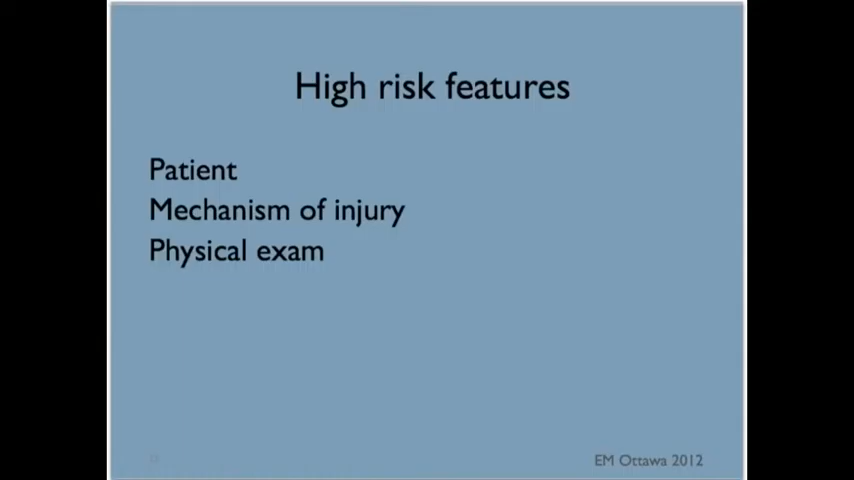 High risk features
Patient
Mechanism of injury
Physical exam
EM Ottawa 2012